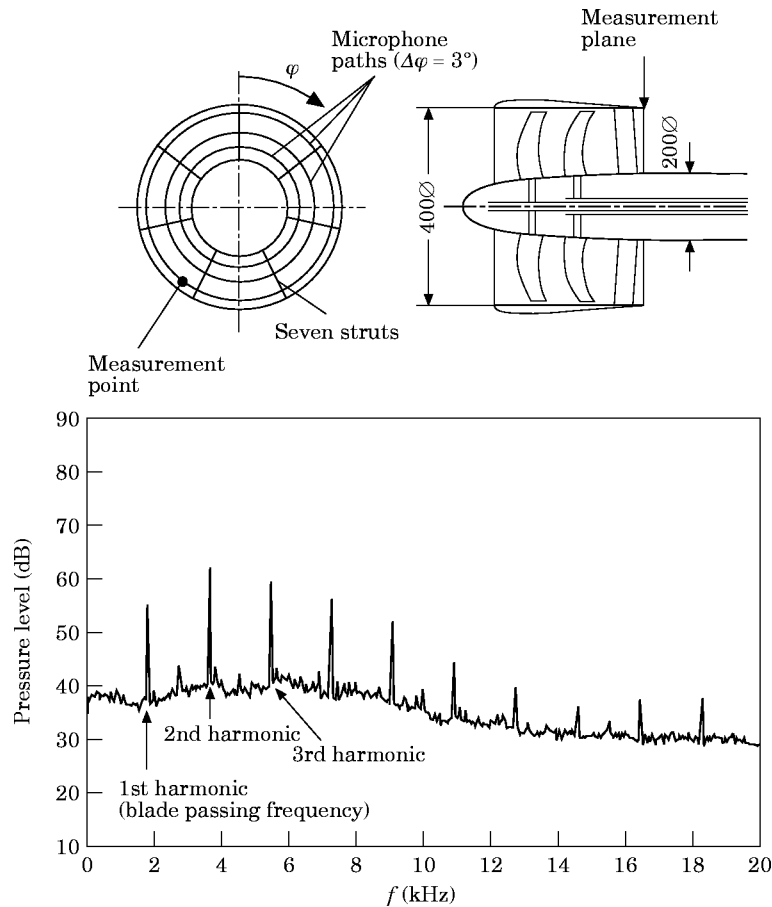 Microphone
paths (Δφ = 3°)
φ
Measurement
plane
400Ø
200Ø
Seven struts
Measurement
point
90
80
70
60
50
40
30
20
10
Pressure level (dB)
2nd harmonic
3rd harmonic
1st harmonic
(blade passing frequency)
0
2
4
6
8
10
12
14
16
18
20
f (kHz)